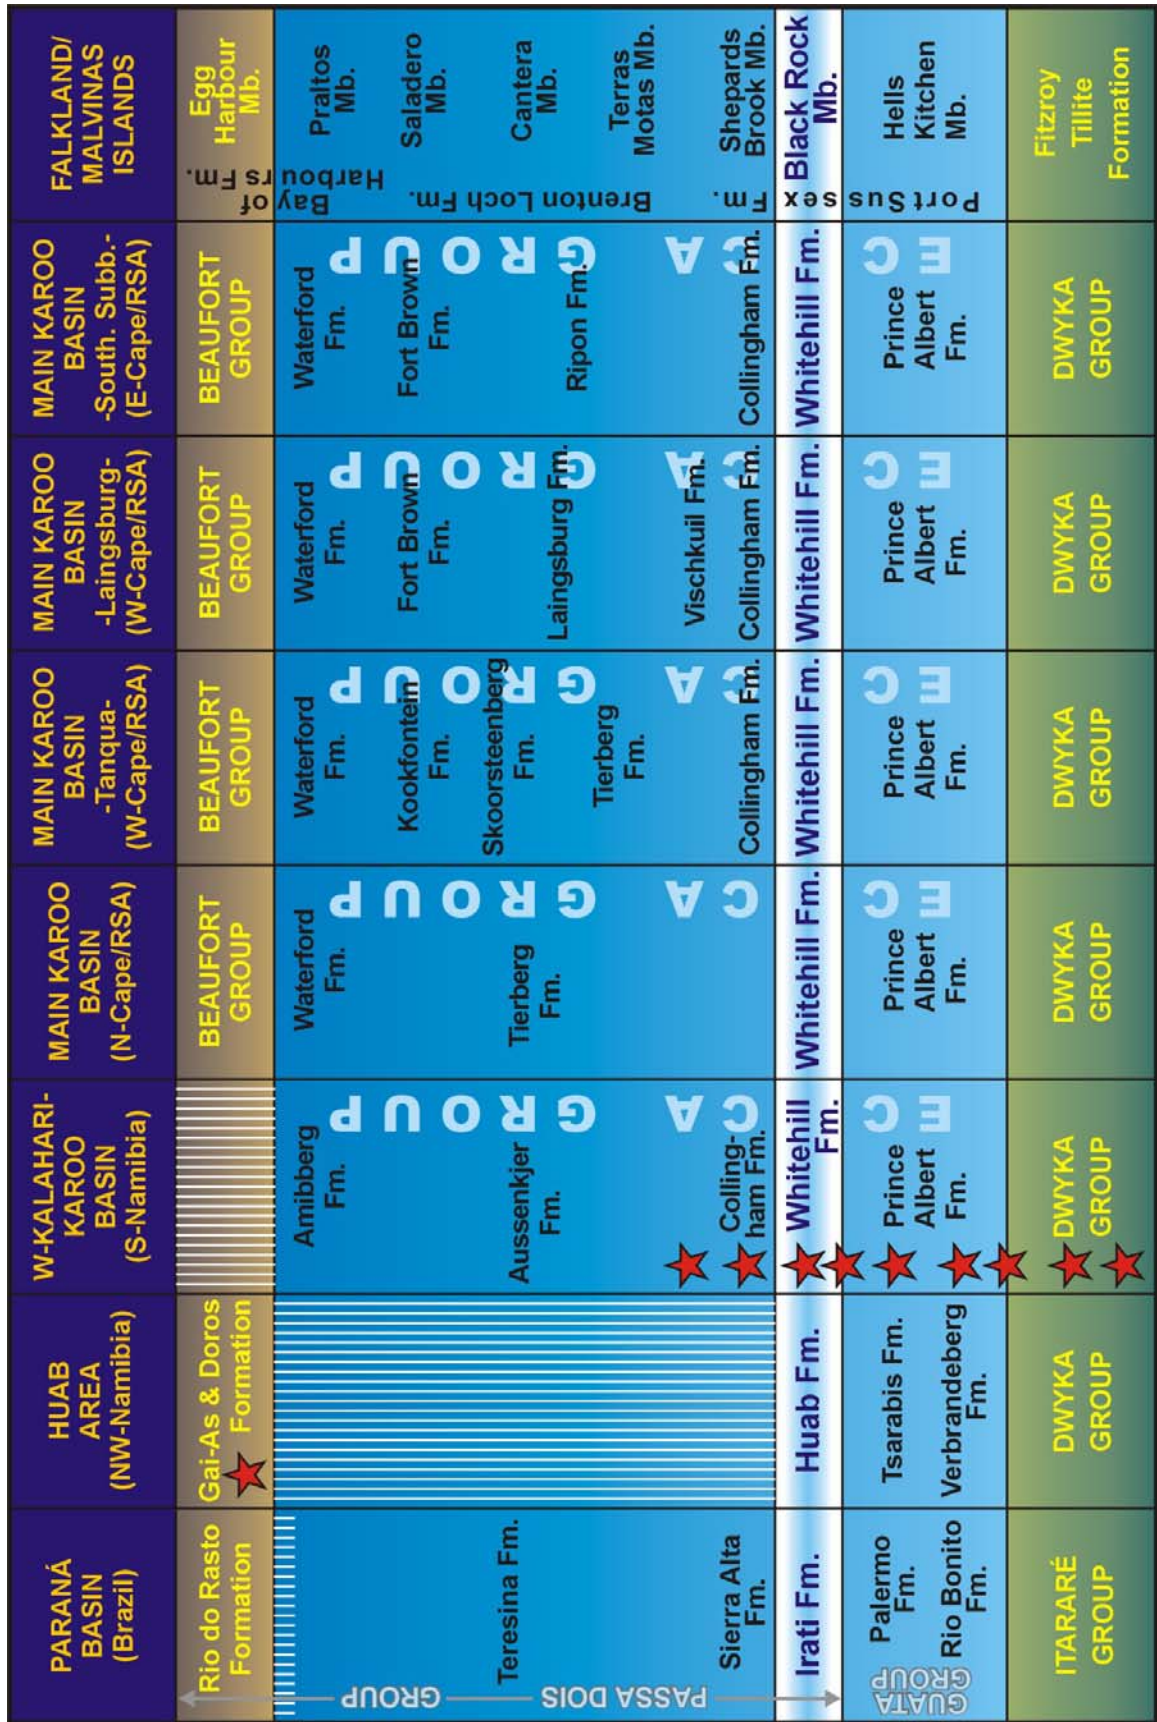 PARANÁ
BASIN
(Brazil)
HUAB
AREA
(NW-Namibia)
W-KALAHARI-
KAROO
BASIN
(S-Namibia)
MAIN KAROO
BASIN
(N-Cape/RSA)
MAIN KAROO
BASIN
-Tanqua-
(W-Cape/RSA)
MAIN KAROO
BASIN
-Laingsburg-
(W-Cape/RSA)
MAIN KAROO
BASIN
-South. Subb.-
(E-Cape/RSA)
FALKLAND/
MALVINAS
ISLANDS
Rio do Rasto
Formation
Gai-As & Doros
Formation
BEAUFORT
GROUP
BEAUFORT
GROUP
BEAUFORT
GROUP
BEAUFORT
GROUP
Bay of
Harbours Fm.
Egg
Harbour
Mb.
PASSA DOIS GROUP
Teresina Fm.
Sierra Alta
Fm.
Amibberg
Fm.
Aussenkjer
Fm.
Colling-
ham Fm.
ECCA GROUP
Waterford
Fm.
Tierberg
Fm.
ECCA GROUP
Waterford
Fm.
Kookfontein
Fm.
Skoorsteenberg
Fm.
Tierberg
Fm.
Collingham Fm.
ECCA GROUP
Waterford
Fm.
Fort Brown
Fm.
Laingsburg Fm.
Vischkuil Fm.
Collingham Fm.
ECCA GROUP
Waterford
Fm.
Fort Brown
Fm.
Ripon Fm.
Collingham Fm.
ECCA GROUP
Brenton Loch Fm.
Praltos
Mb.
Saladero
Mb.
Cantera
Mb.
Terras
Motas Mb.
Shepards
Brook Mb.
Port Sussex Fm.
Irati Fm.
Huab Fm.
Whitehill
Fm.
Whitehill Fm.
Whitehill Fm.
Whitehill Fm.
Whitehill Fm.
Black Rock
Mb.
GUATA
GROUP
Palermo
Fm.
Rio Bonito
Fm.
Tsarabis Fm.
Verbrandeberg
Fm.
Prince
Albert
Fm.
Prince
Albert
Fm.
Prince
Albert
Fm.
Prince
Albert
Fm.
Prince
Albert
Fm.
Hells
Kitchen
Mb.
ITARARÉ
GROUP
DWYKA
GROUP
DWYKA
GROUP
DWYKA
GROUP
DWYKA
GROUP
DWYKA
GROUP
DWYKA
GROUP
Fitzroy
Tillite
Formation